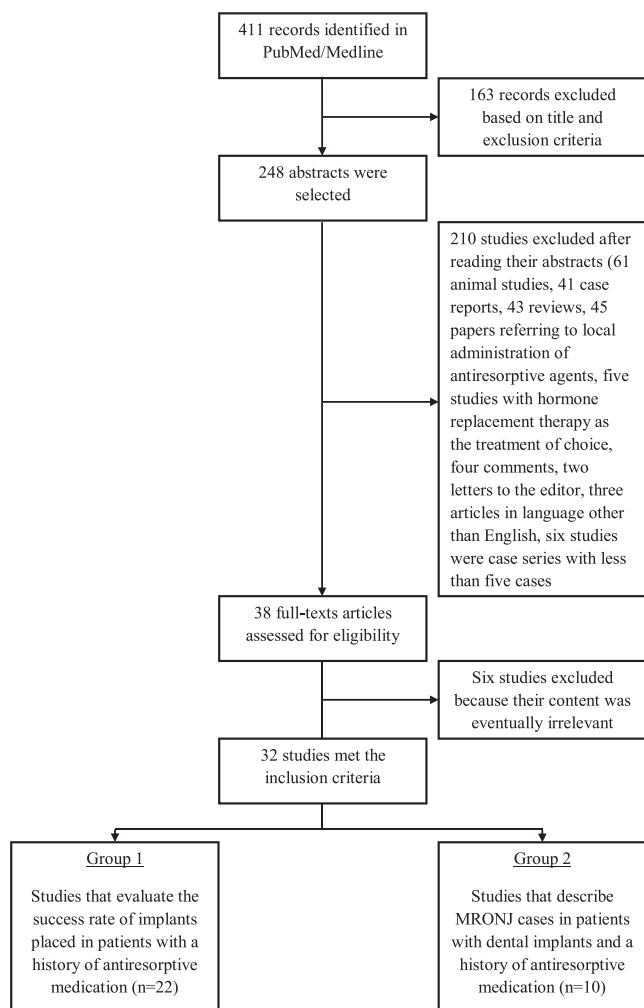 411 records identified in
PubMed/Medline
163 records excluded
based on title and
exclusion criteria
248 abstracts were
selected
210 studies excluded after
reading their abstracts (61
animal studies, 41 case
reports, 43 reviews, 45
papers referring to local
administration of
antiresorptive agents, five
studies with hormone
replacement therapy as
the treatment of choice,
four comments, two
letters to the editor, three
articles in language other
than English, six studies
were case series with less
than five cases
38 full-texts articles
assessed for eligibility
Six studies excluded
because their content was
eventually irrelevant
32 studies met the
inclusion criteria
Group 1
Studies that evaluate the
success rate of implants
placed in patients with a
history of antiresorptive
medication (n=22)
Group 2
Studies that describe
MRONJ cases in patients
with dental implants and a
history of antiresorptive
medication (n=10)